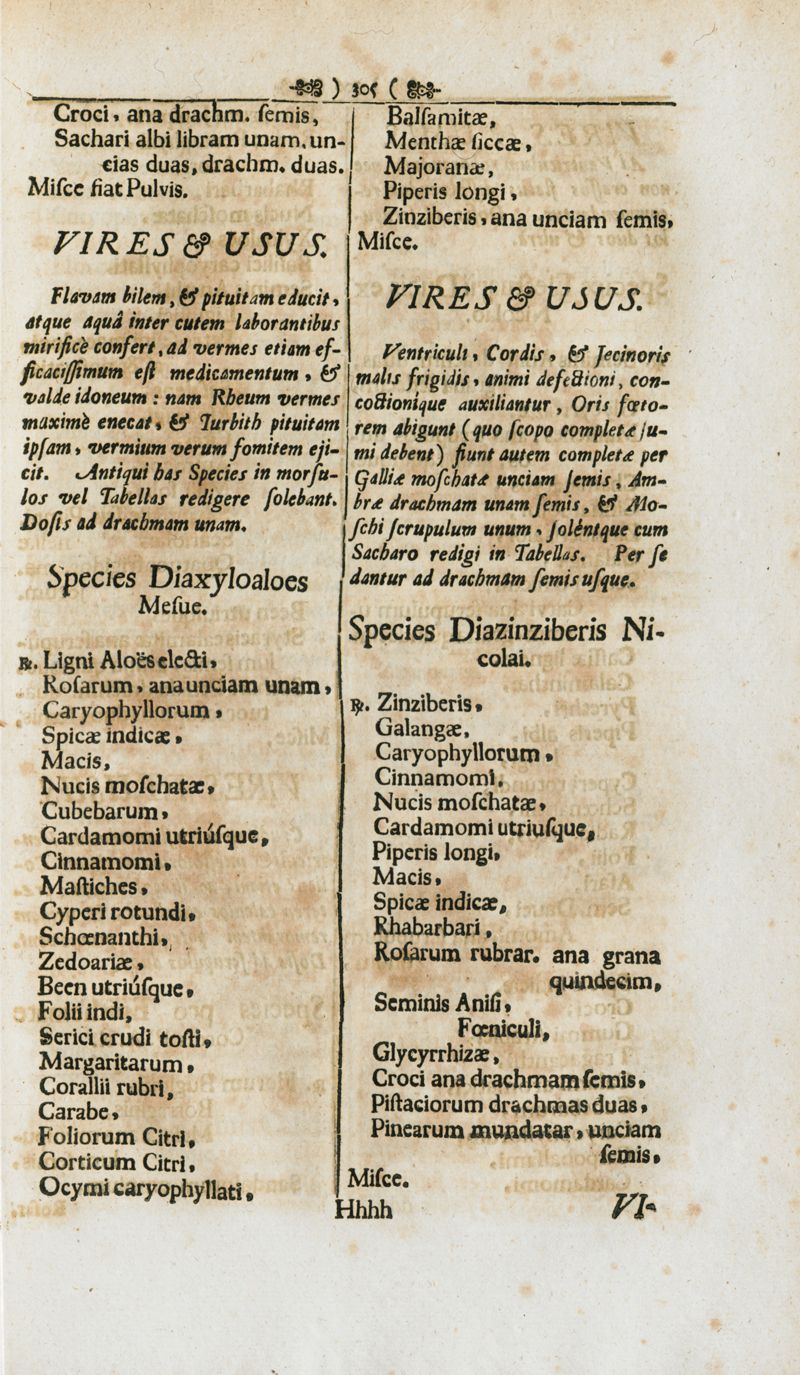 ) 305 (
Croci, ana drachm. ſemis,
Sachari albi libram unam, un-
cias duas, drachm. duas.
Miſce fiat Pulvis.
VIRES & USUS.
Flavam bilem, & pituitam educit,
atque aquâ inter cutem laborantibus
mirificè confert, ad vermes etiam ef-
ficaciſſimum eſt medicamentum, &
valde idoneum : nam Rheum vermes
maximè enecat, & Turbith pituitam
ipſam, vermium verum fomitem eji-
cit. Antiqui has Species in morſu-
los vel Tabellas redigere ſolebant.
Doſis ad drachmam unam.
Species Diaxyloaloes
Meſue.
℞. Ligni Aloës electi,
Roſarum, ana unciam unam,
Caryophyllorum,
Spicæ indicæ,
Macis,
Nucis moſchatæ,
Cubebarum,
Cardamomi utriúſque,
Cinnamomi,
Maſtiches,
Cyperi rotundi,
Schœnanthi,
Zedoariæ,
Been utriúſque,
Folii indi,
Serici crudi toſti,
Margaritarum,
Corallii rubri,
Carabe,
Foliorum Citri,
Corticum Citri,
Ocymi caryophyllati,
Balſamitæ,
Menthæ ſiccæ,
Majoranæ,
Piperis longi,
Zinziberis, ana unciam ſemis,
Miſce.
VIRES & USUS.
Ventriculi, Cordis, & Jecinoris
malis frigidis, animi defectioni, con-
coctionique auxiliantur, Oris fœto-
rem abigunt (quo ſcopo completæ ſu-
mi debent) fiunt autem completæ per
Galliæ moſchatæ unciam ſemis, Am-
bræ drachmam unam ſemis, & Mo-
ſchi ſcrupulum unum, ſoléntque cum
Sacharo redigi in Tabellas. Per ſe
dantur ad drachmam ſemis uſque.
Species Diazinziberis Ni-
colai.
℞. Zinziberis,
Galangæ,
Caryophyllorum,
Cinnamomi,
Nucis moſchatæ,
Cardamomi utriuſque,
Piperis longi,
Macis,
Spicæ indicæ,
Rhabarbari,
Roſarum rubrar. ana grana
quindecim,
Seminis Aniſi,
Fœniculi,
Glycyrrhizæ,
Croci ana drachmam ſemis,
Piſtaciorum drachmas duas,
Pinearum mundatar, unciam
ſemis,
Miſce.
Hhhh VI-